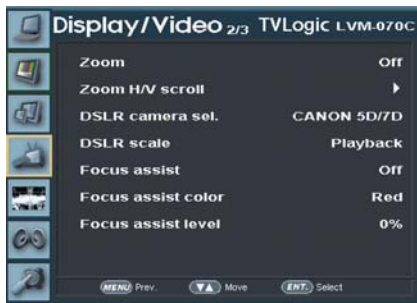 Display/Video 2/3 TVLogic LVM-070C
Zoom Off
Zoom H/V scroll
DSLR camera sel. CANON 5D/7D
DSLR scale Playback
Focus assist Off
Focus assist color Red
Focus assist level 0%
MENU Prev. ▼▲ Move ENT. Select